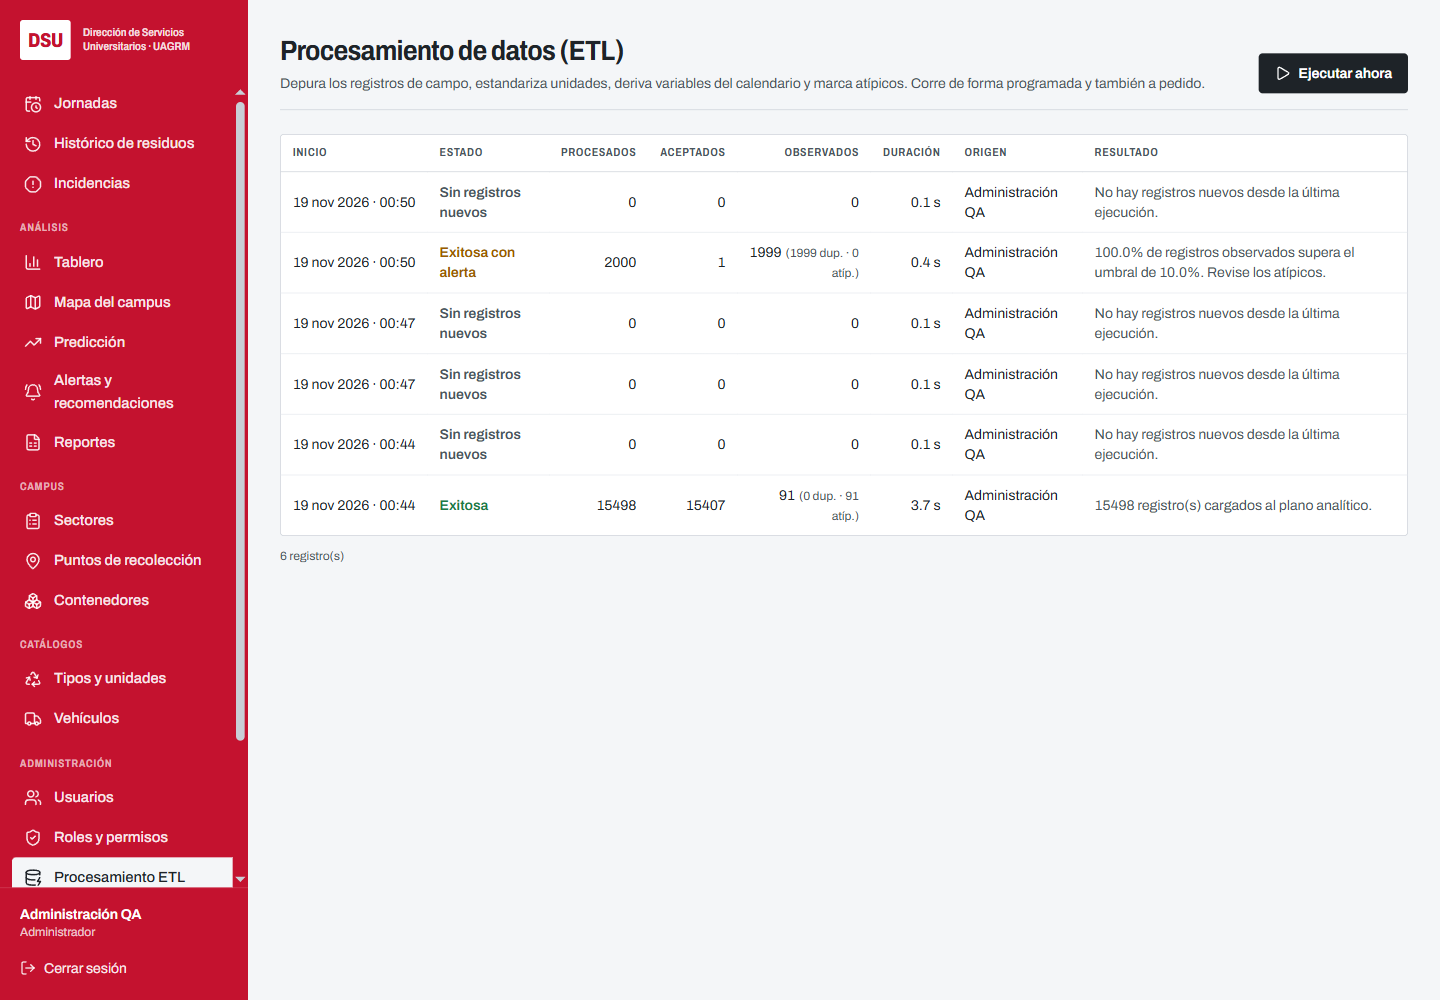 DSU
Dirección de Servicios
Universitarios · UAGRM
Jornadas
Histórico de residuos
Incidencias
ANÁLISIS
Tablero
Mapa del campus
Predicción
Alertas y
recomendaciones
Reportes
CAMPUS
Sectores
Puntos de recolección
Contenedores
CATÁLOGOS
Tipos y unidades
Vehículos
ADMINISTRACIÓN
Usuarios
Roles y permisos
Procesamiento ETL
Administración QA
Administrador
Cerrar sesión
Procesamiento de datos (ETL)
Depura los registros de campo, estandariza unidades, deriva variables del calendario y marca atípicos. Corre de forma programada y también a pedido.
Ejecutar ahora
INICIO ESTADO PROCESADOS ACEPTADOS OBSERVADOS DURACIÓN ORIGEN RESULTADO
19 nov 2026 · 00:50 Sin registros nuevos 0 0 0 0.1 s Administración QA No hay registros nuevos desde la última ejecución.
19 nov 2026 · 00:50 Exitosa con alerta 2000 1 1999 (1999 dup. · 0 atíp.) 0.4 s Administración QA 100.0% de registros observados supera el umbral de 10.0%. Revise los atípicos.
19 nov 2026 · 00:47 Sin registros nuevos 0 0 0 0.1 s Administración QA No hay registros nuevos desde la última ejecución.
19 nov 2026 · 00:47 Sin registros nuevos 0 0 0 0.1 s Administración QA No hay registros nuevos desde la última ejecución.
19 nov 2026 · 00:44 Sin registros nuevos 0 0 0 0.1 s Administración QA No hay registros nuevos desde la última ejecución.
19 nov 2026 · 00:44 Exitosa 15498 15407 91 (0 dup. · 91 atíp.) 3.7 s Administración QA 15498 registro(s) cargados al plano analítico.
6 registro(s)